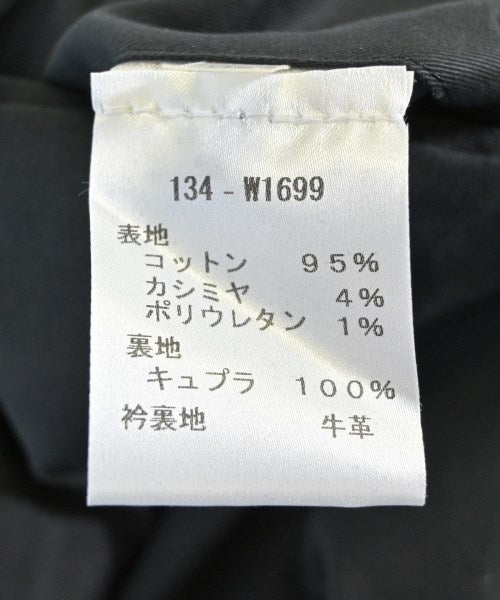 134 - W1699
表地
コットン 95%
カシミヤ 4%
ポリウレタン 1%
裏地
キュプラ 100%
衿裏地 牛革